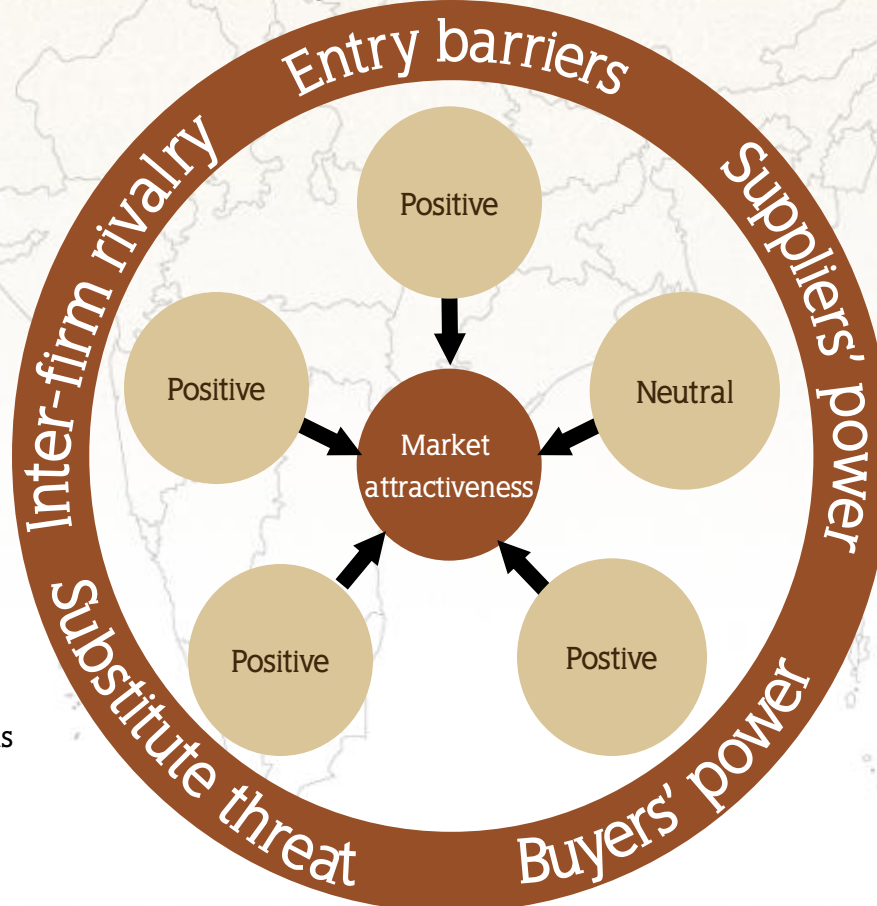 Entry barriers
Suppliers' power
Buyers' power
Substitute threat
Inter-firm rivalry
Positive
Neutral
Postive
Positive
Positive
Market
attractiveness